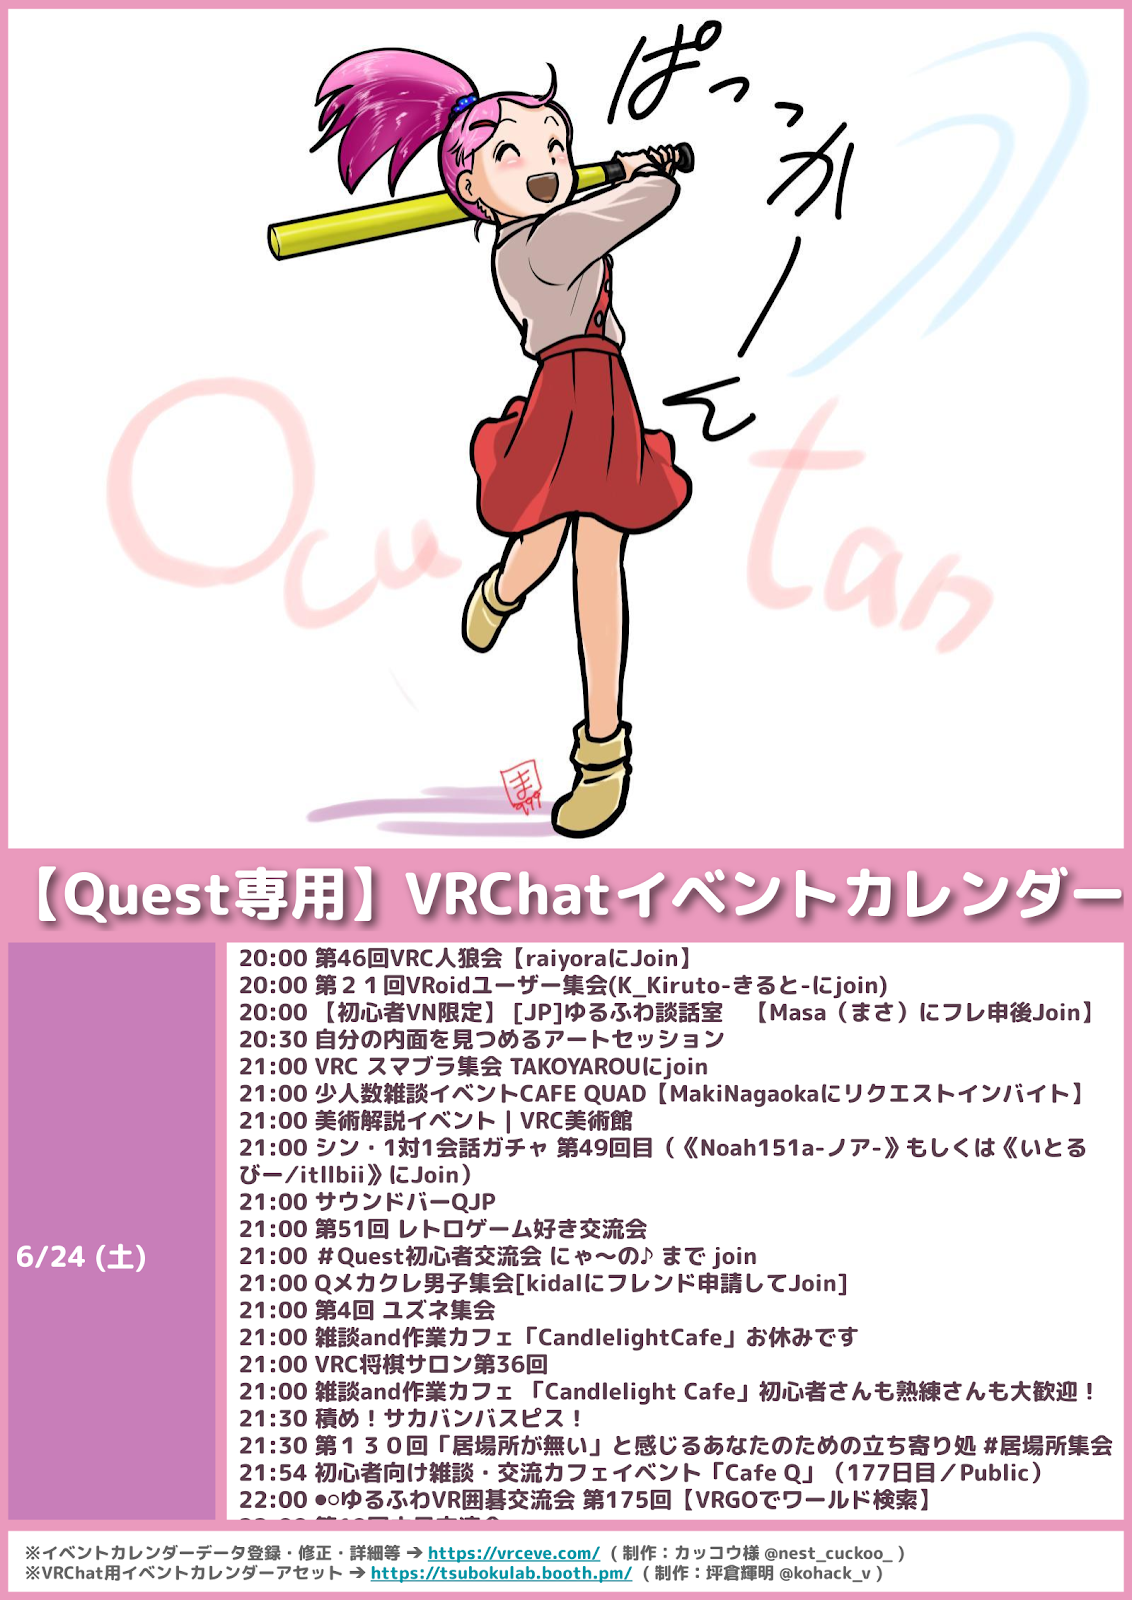 ぱっかーん
Ocu tan
ま
999
【Quest専用】VRChatイベントカレンダー
6/24 (土)
20:00 第46回VRC人狼会【raiyoraにJoin】
20:00 第２１回VRoidユーザー集会(K_Kiruto-きると-にjoin)
20:00 【初心者VN限定】 [JP]ゆるふわ談話室　【Masa（まさ）にフレ申後Join】
20:30 自分の内面を見つめるアートセッション
21:00 VRC スマブラ集会 TAKOYAROUにjoin
21:00 少人数雑談イベントCAFE QUAD【MakiNagaokaにリクエストインバイト】
21:00 美術解説イベント | VRC美術館
21:00 シン・1対1会話ガチャ 第49回目（《Noah151a-ノア-》もしくは《いとる
びー/itllbii》にJoin）
21:00 サウンドバーQJP
21:00 第51回 レトロゲーム好き交流会
21:00 ＃Quest初心者交流会 にゃ〜の♪ まで join
21:00 Qメカクレ男子集会[kidalにフレンド申請してJoin]
21:00 第4回 ユズネ集会
21:00 雑談and作業カフェ「CandlelightCafe」お休みです
21:00 VRC将棋サロン第36回
21:00 雑談and作業カフェ 「Candlelight Cafe」初心者さんも熟練さんも大歓迎！
21:30 積め！サカバンバスピス！
21:30 第１３０回「居場所が無い」と感じるあなたのための立ち寄り処 #居場所集会
21:54 初心者向け雑談・交流カフェイベント「Cafe Q」（177日目／Public）
22:00 ●○ゆるふわVR囲碁交流会 第175回【VRGOでワールド検索】
※イベントカレンダーデータ登録・修正・詳細等 ➔ https://vrceve.com/ （ 制作：カッコウ様 @nest_cuckoo_ ）
※VRChat用イベントカレンダーアセット ➔ https://tsubokulab.booth.pm/ （ 制作：坪倉輝明 @kohack_v ）